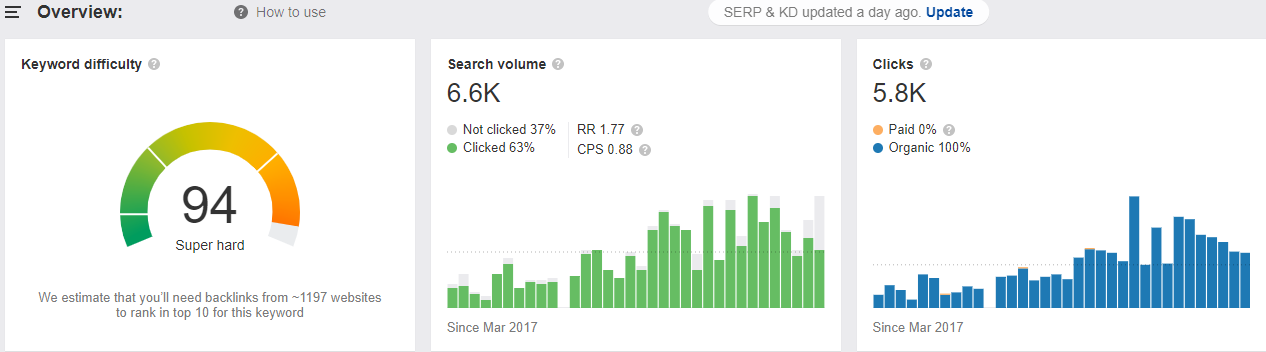 Overview:
How to use
SERP & KD updated a day ago. Update
Keyword difficulty
94
Super hard
We estimate that you'll need backlinks from ~1197 websites
to rank in top 10 for this keyword
Search volume
6.6K
Not clicked 37%
Clicked 63%
RR 1.77
CPS 0.88
Since Mar 2017
Clicks
5.8K
Paid 0%
Organic 100%
Since Mar 2017